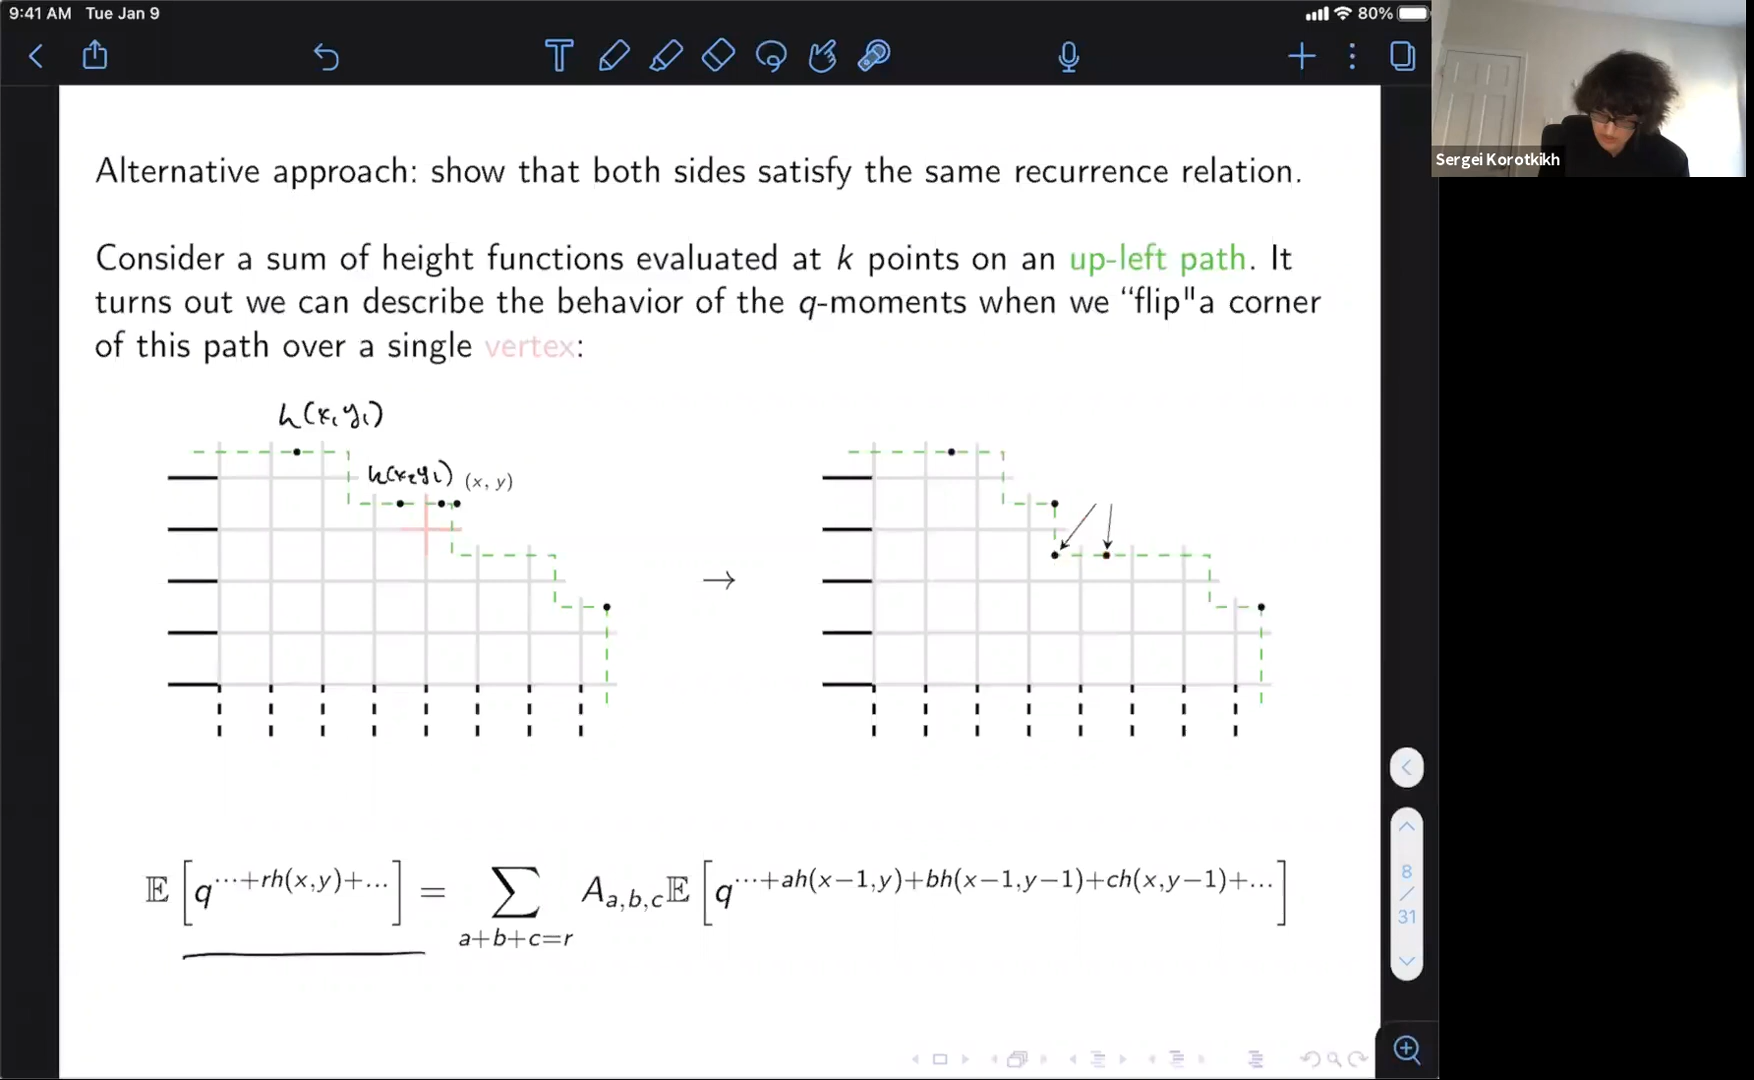 9:41 AM Tue Jan 9
80%
Sergei Korotkikh
Alternative approach: show that both sides satisfy the same recurrence relation.
Consider a sum of height functions evaluated at k points on an up-left path. It
turns out we can describe the behavior of the q-moments when we “flip"a corner
of this path over a single vertex:
h(x₁y₁)
h(x₂y₂) (x, y)
→
𝔼[q^{⋯+rh(x,y)+…}] = ∑_{a+b+c=r} A_{a,b,c}𝔼[q^{⋯+ah(x−1,y)+bh(x−1,y−1)+ch(x,y−1)+…}]
8
/
31